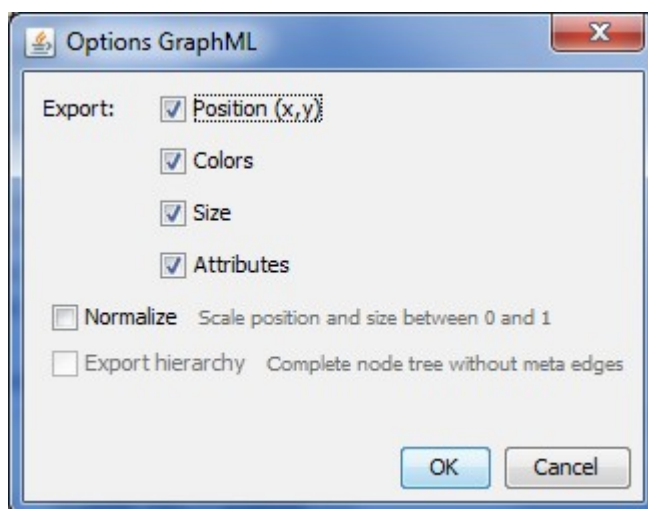 Options GraphML
Export: Position (x,y)
Colors
Size
Attributes
Normalize Scale position and size between 0 and 1
Export hierarchy Complete node tree without meta edges
OK Cancel